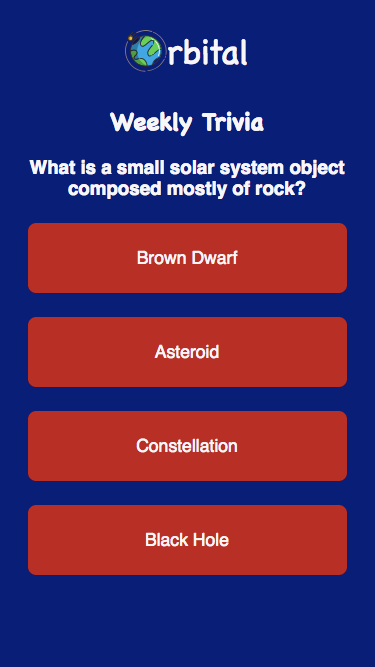 rbital
Weekly Trivia
What is a small solar system object
composed mostly of rock?
Brown Dwarf
Asteroid
Constellation
Black Hole